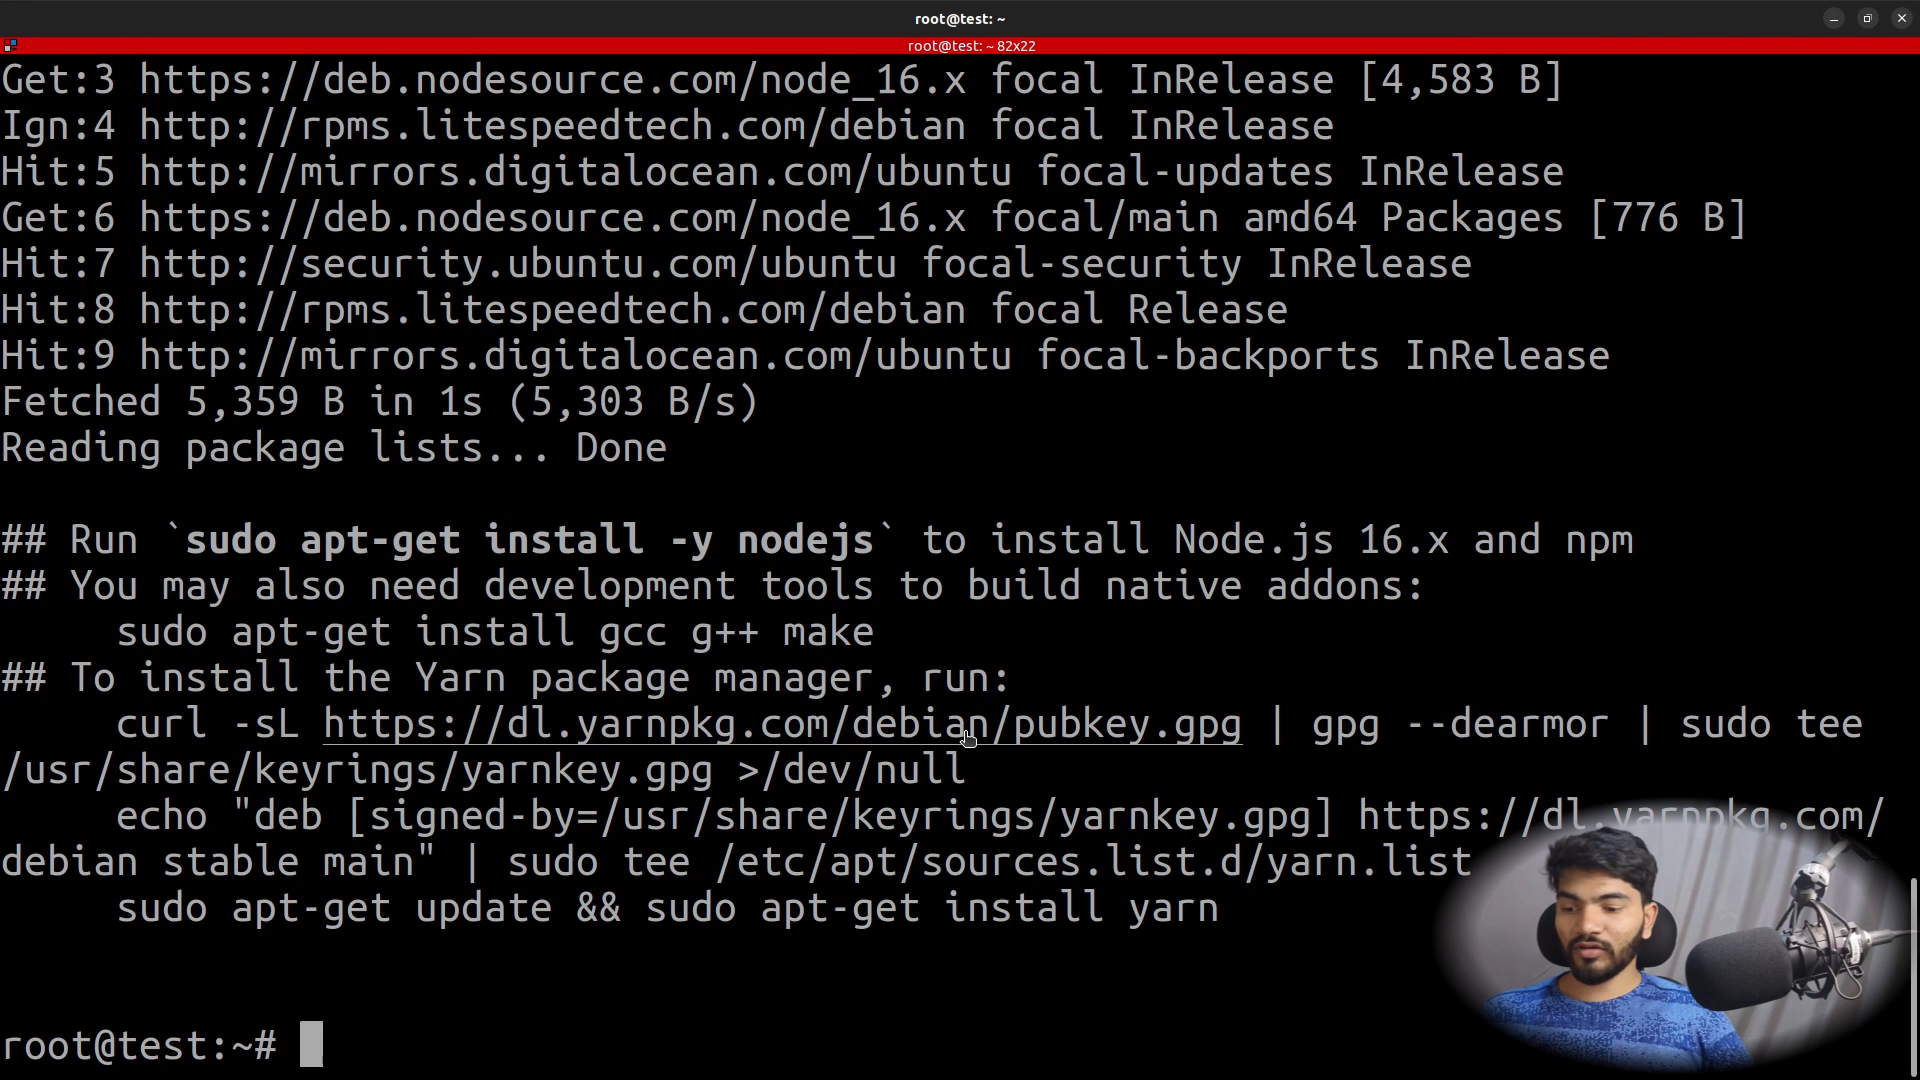 root@test: ~
root@test: ~ 82x22
Get:3 https://deb.nodesource.com/node_16.x focal InRelease [4,583 B]
Ign:4 http://rpms.litespeedtech.com/debian focal InRelease
Hit:5 http://mirrors.digitalocean.com/ubuntu focal-updates InRelease
Get:6 https://deb.nodesource.com/node_16.x focal/main amd64 Packages [776 B]
Hit:7 http://security.ubuntu.com/ubuntu focal-security InRelease
Hit:8 http://rpms.litespeedtech.com/debian focal Release
Hit:9 http://mirrors.digitalocean.com/ubuntu focal-backports InRelease
Fetched 5,359 B in 1s (5,303 B/s)
Reading package lists... Done
## Run `sudo apt-get install -y nodejs` to install Node.js 16.x and npm
## You may also need development tools to build native addons:
sudo apt-get install gcc g++ make
## To install the Yarn package manager, run:
curl -sL https://dl.yarnpkg.com/debian/pubkey.gpg | gpg --dearmor | sudo tee
/usr/share/keyrings/yarnkey.gpg >/dev/null
echo "deb [signed-by=/usr/share/keyrings/yarnkey.gpg] https://dl.yarnpkg.com/
debian stable main" | sudo tee /etc/apt/sources.list.d/yarn.list
sudo apt-get update && sudo apt-get install yarn
root@test:~#